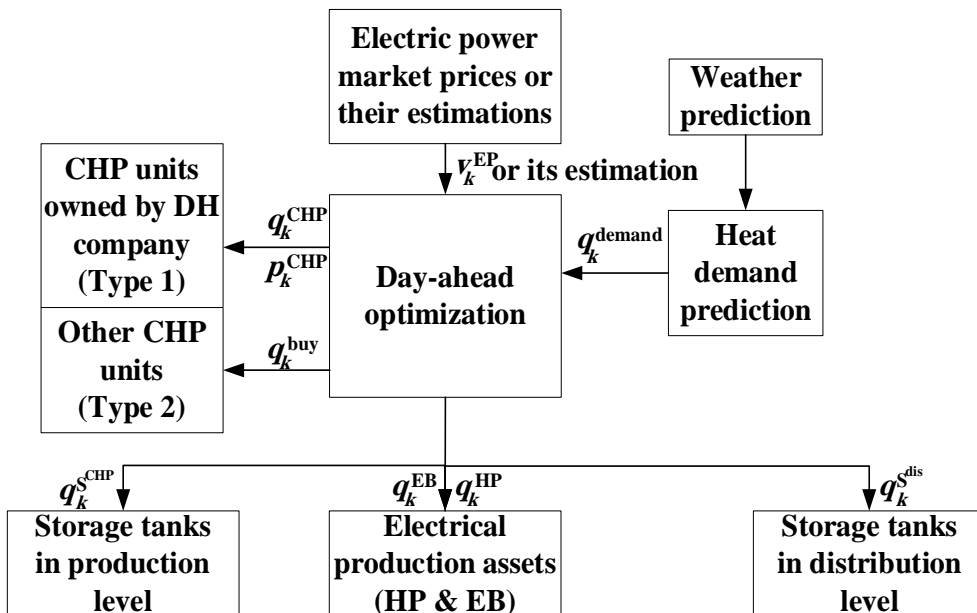 Electric power
market prices or
their estimations
Weather
prediction
v_k^EP or its estimation
CHP units
owned by DH
company
(Type 1)
q_k^CHP
p_k^CHP
Day-ahead
optimization
q_k^demand
Heat
demand
prediction
Other CHP
units
(Type 2)
q_k^buy
q_k^S^CHP
q_k^EB q_k^HP
q_k^S^dis
Storage tanks
in production
level
Electrical
production assets
(HP & EB)
Storage tanks
in distribution
level